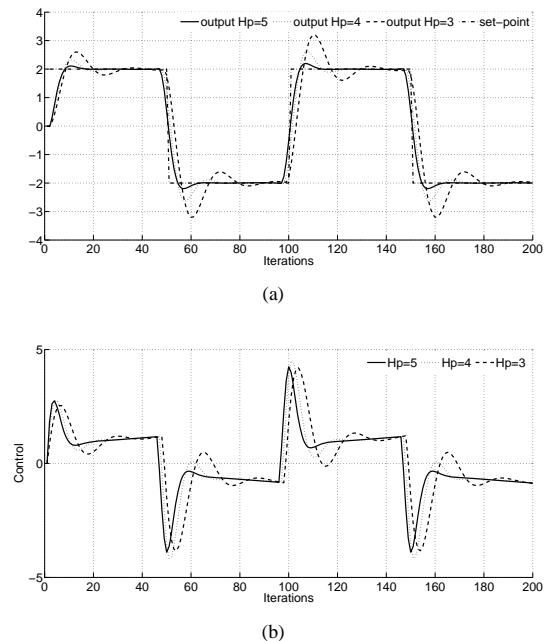 output Hp=5 output Hp=4 output Hp=3 set-point
4
3
2
1
0
−1
−2
−3
−4
0 20 40 60 80 100 120 140 160 180 200
Iterations
(a)
Hp=5 Hp=4 Hp=3
5
0
−5
Control
0 20 40 60 80 100 120 140 160 180 200
Iterations
(b)